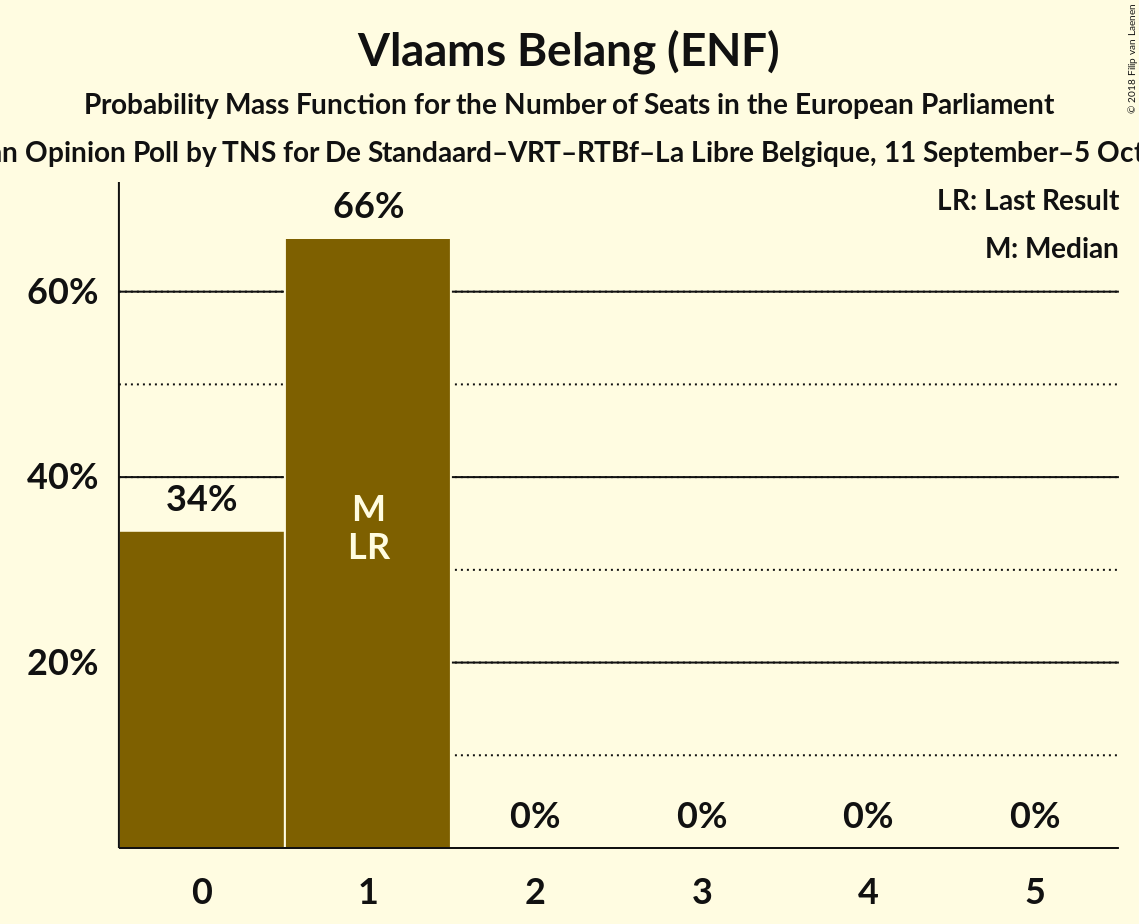 Vlaams Belang (ENF)
Probability Mass Function for the Number of Seats in the European Parliament
Opinion Poll by TNS for De Standaard–VRT–RTBf–La Libre Belgique, 11 September–5
© 2018 Filip van Laenen
LR: Last Result
M: Median
66%
60%
40%
34%
M
LR
20%
0% 0% 0% 0%
0 1 2 3 4 5